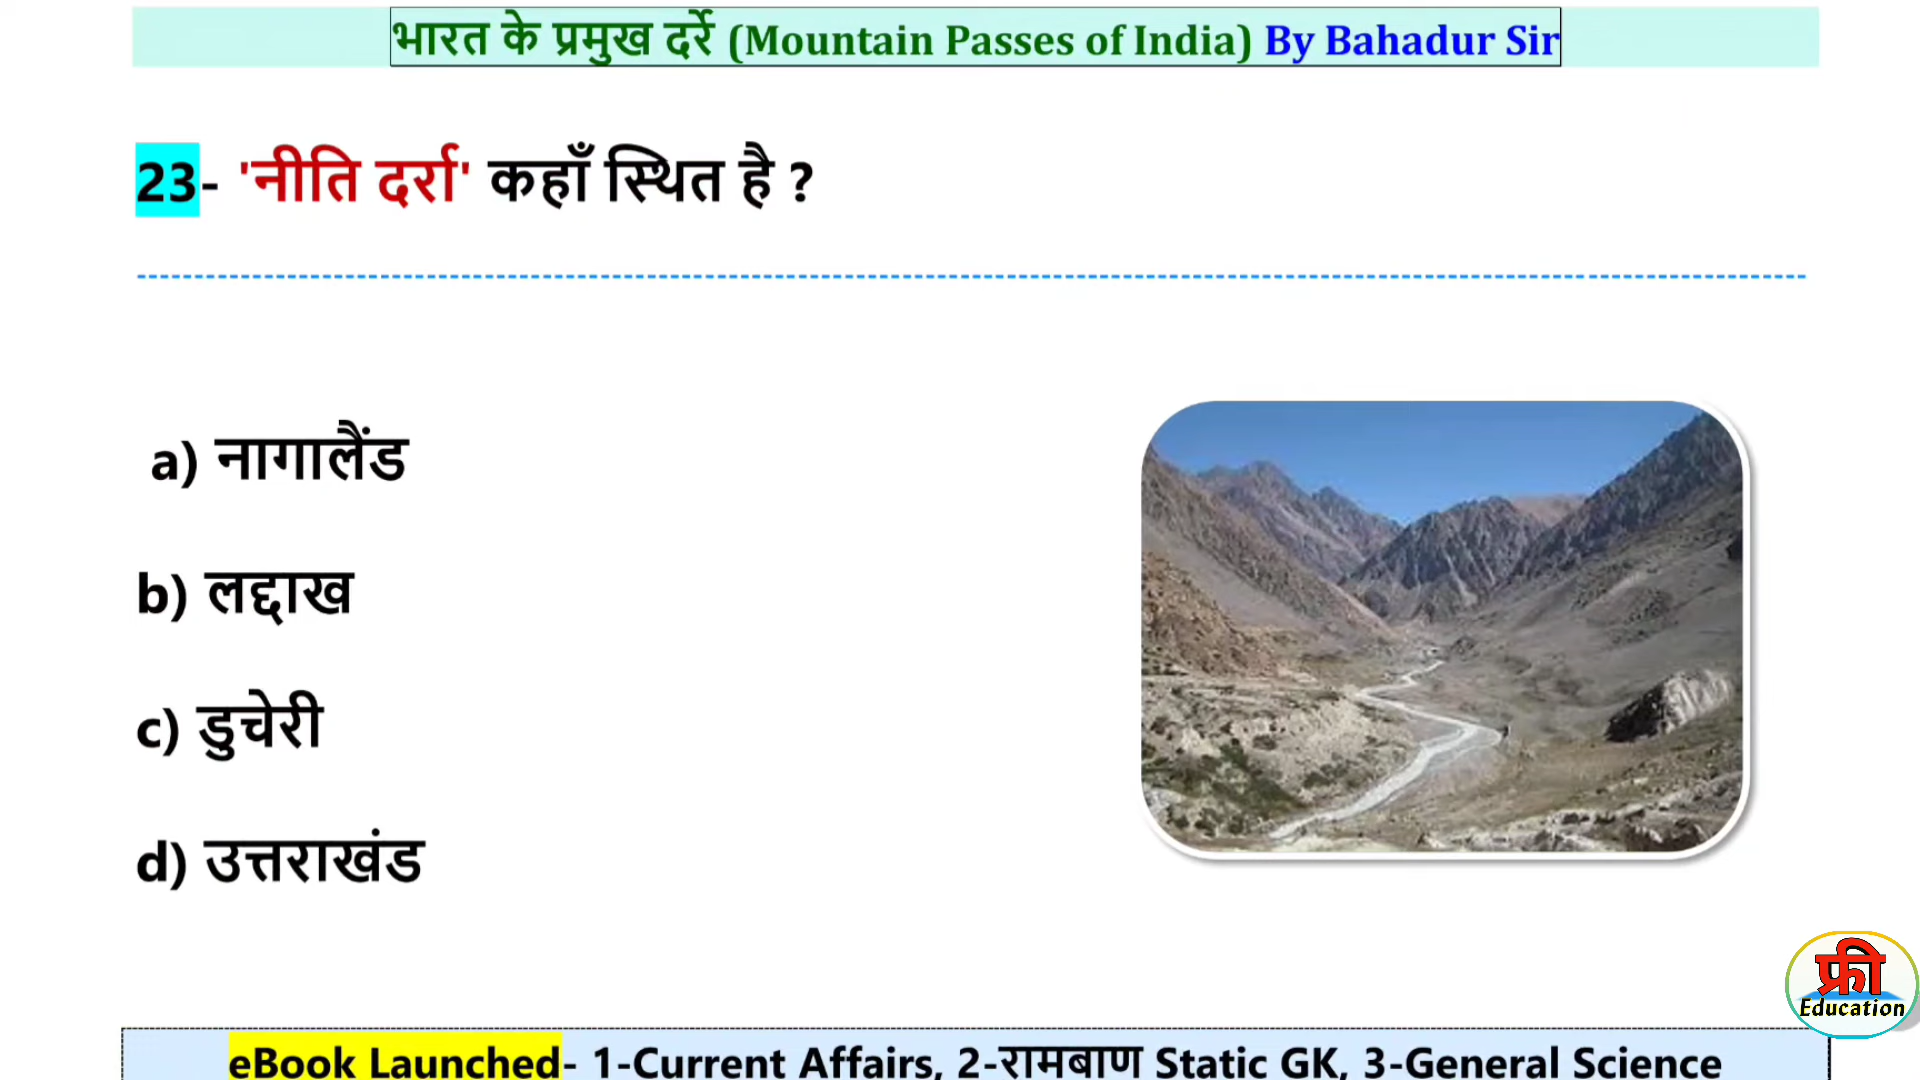 भारत के प्रमुख दर्रे (Mountain Passes of India) By Bahadur Sir
23- 'नीति दर्रा' कहाँ स्थित है ?
a) नागालैंड
b) लद्दाख
c) डुचेरी
d) उत्तराखंड
फ्री
Education
eBook Launched- 1-Current Affairs, 2-रामबाण Static GK, 3-General Science